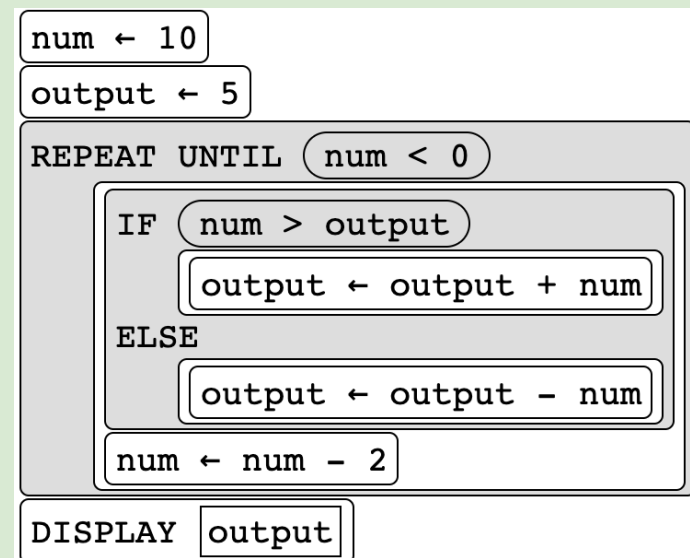 num ← 10
output ← 5
REPEAT UNTIL num < 0
IF num > output
output ← output + num
ELSE
output ← output - num
num ← num - 2
DISPLAY output